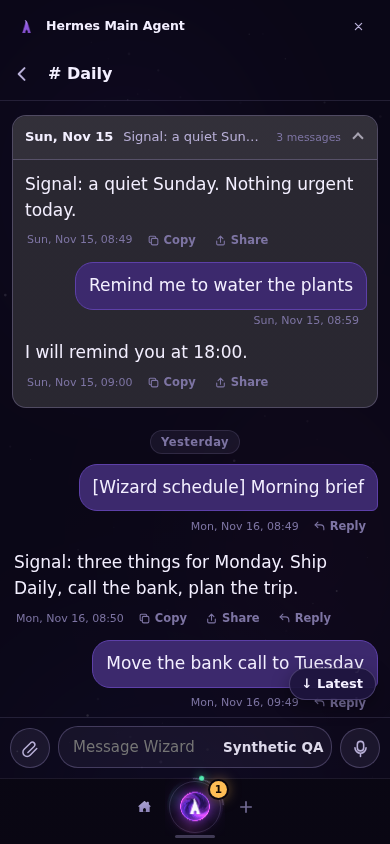 Hermes Main Agent
# Daily
Sun, Nov 15 Signal: a quiet Sun... 3 messages
Signal: a quiet Sunday. Nothing urgent
today.
Sun, Nov 15, 08:49 Copy Share
Remind me to water the plants
Sun, Nov 15, 08:59
I will remind you at 18:00.
Sun, Nov 15, 09:00 Copy Share
Yesterday
[Wizard schedule] Morning brief
Mon, Nov 16, 08:49 Reply
Signal: three things for Monday. Ship
Daily, call the bank, plan the trip.
Mon, Nov 16, 08:50 Copy Share Reply
Move the bank call to Tuesday
↓ Latest
Mon, Nov 16, 09:49 Reply
Message Wizard Synthetic QA
1